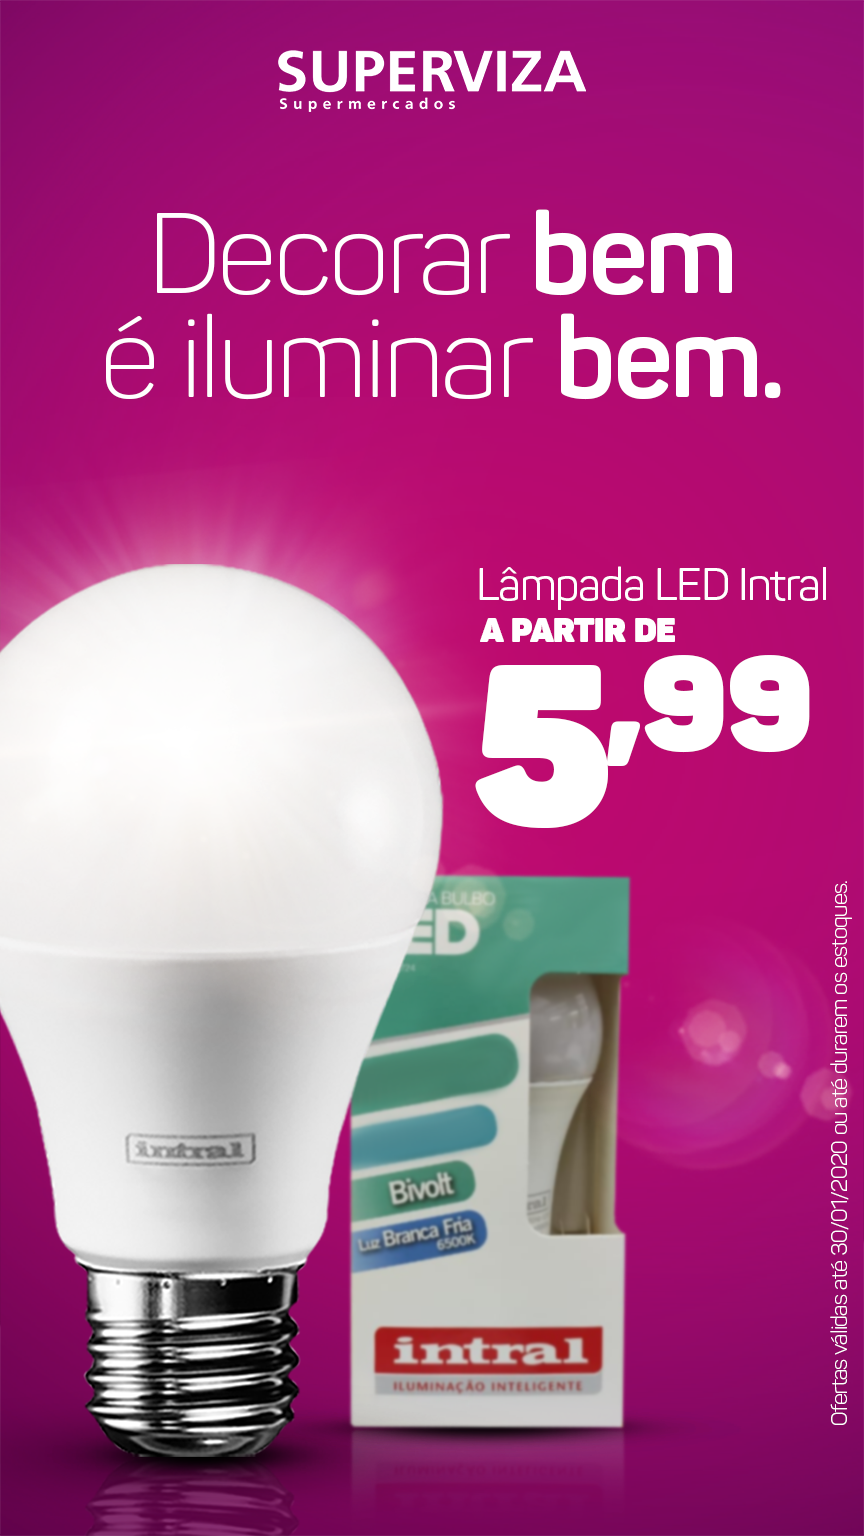 SUPERVIZA
Supermercados
Decorar bem
é iluminar bem.
Lâmpada LED Intral
A PARTIR DE
5,99
A BULBO
ED
intral
Bivolt
Luz Branca Fria
6500K
intral
ILUMINAÇÃO INTELIGENTE
Ofertas válidas até 30/01/2020 ou até durarem os estoques.